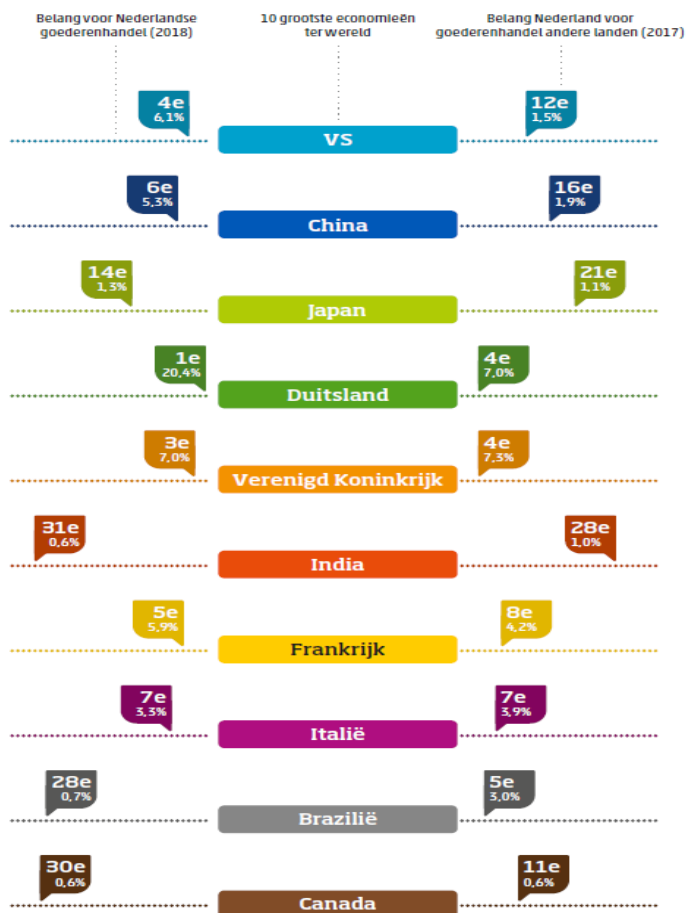 Belang voor Nederlandse
goederenhandel (2018)
10 grootste economieën
ter wereld
Belang Nederland voor
goederenhandel andere landen (2017)
4e
6,1%
VS
12e
1,5%
6e
5,3%
China
16e
1,9%
14e
1,3%
Japan
21e
1,1%
1e
20,4%
Duitsland
4e
7,0%
3e
7,0%
Verenigd Koninkrijk
4e
7,3%
31e
0,6%
India
28e
1,0%
5e
5,9%
Frankrijk
8e
4,2%
7e
3,3%
Italië
7e
3,9%
28e
0,7%
Brazilië
5e
3,0%
30e
0,6%
Canada
11e
0,6%